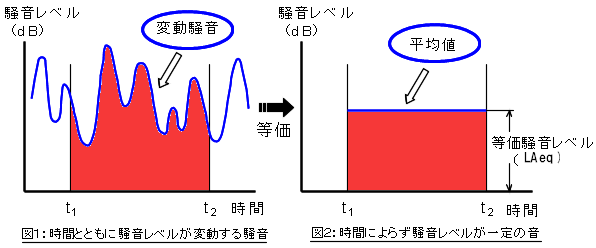 騒音レベル
(dB)
変動騒音
t1
t2
時間
図1:時間とともに騒音レベルが変動する騒音
等価
騒音レベル
(dB)
平均値
等価騒音レベル
(LAeq)
t1
t2
時間
図2:時間によらず騒音レベルが一定の音